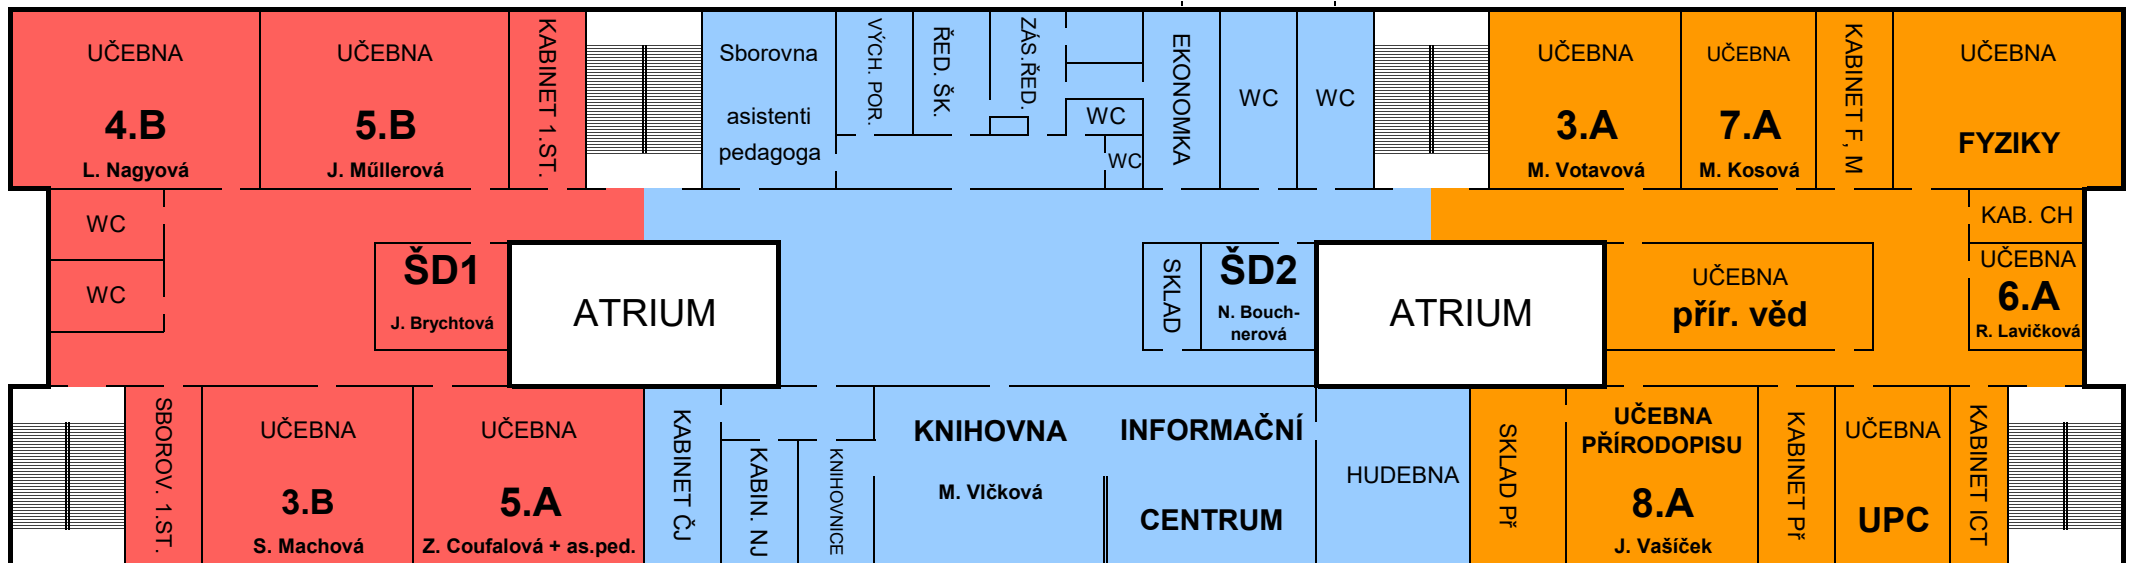 UČEBNA
4.B
L. Nagyová
UČEBNA
5.B
J. Műllerová
KABINET 1.ST.
Sborovna
asistenti
pedagoga
VÝCH. POR.
ŘED. ŠK.
ZÁS.ŘED.
WC
WC
EKONOMKA
WC
WC
UČEBNA
3.A
M. Votavová
UČEBNA
7.A
M. Kosová
KABINET F, M
UČEBNA
FYZIKY
WC
WC
ŠD1
J. Brychtová
ATRIUM
SKLAD
ŠD2
N. Bouch-
nerová
ATRIUM
UČEBNA
přír. věd
KAB. CH
UČEBNA
6.A
R. Lavičková
SBOROV. 1.ST.
UČEBNA
3.B
S. Machová
UČEBNA
5.A
Z. Coufalová + as.ped.
KABINET ČJ
KABIN. NJ
KNIHOVNICE
KNIHOVNA
M. Vlčková
INFORMAČNÍ
CENTRUM
HUDEBNA
SKLAD Př
UČEBNA
PŘÍRODOPISU
8.A
J. Vašíček
KABINET Př
UČEBNA
UPC
KABINET ICT